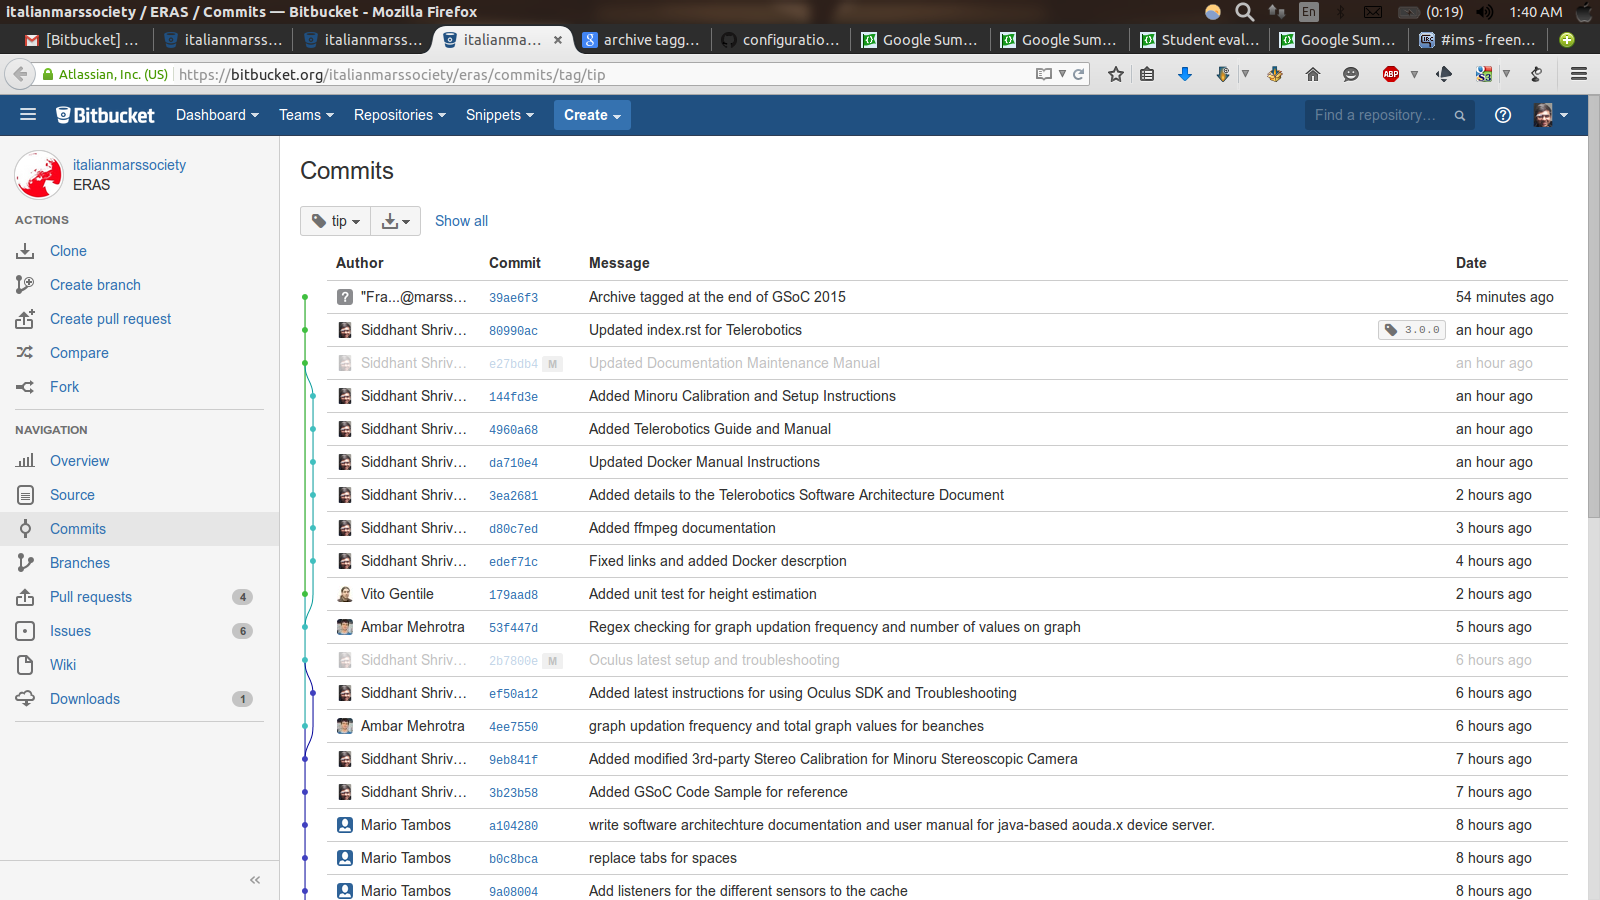 italianmarssociety / ERAS / Commits — Bitbucket - Mozilla Firefox
En (0:19) 1:40 AM
[Bitbucket] ... italianmarss... italianmarss... italianma... archive tagg... configuratio... Google Sum... Google Sum... Student eval... Google Sum... #ims - freen...
Atlassian, Inc. (US) https://bitbucket.org/italianmarssociety/eras/commits/tag/tip ABP
Bitbucket Dashboard Teams Repositories Snippets Create Find a repository...
italianmarssociety
ERAS
ACTIONS
Clone
Create branch
Create pull request
Compare
Fork
NAVIGATION
Overview
Source
Commits
Branches
Pull requests 4
Issues 6
Wiki
Downloads 1
«
Commits
tip Show all
Author Commit Message Date
"Fra...@marss... 39ae6f3 Archive tagged at the end of GSoC 2015 54 minutes ago
Siddhant Shriv... 80990ac Updated index.rst for Telerobotics 3.0.0 an hour ago
Siddhant Shriv... e27bdb4 M Updated Documentation Maintenance Manual an hour ago
Siddhant Shriv... 144fd3e Added Minoru Calibration and Setup Instructions an hour ago
Siddhant Shriv... 4960a68 Added Telerobotics Guide and Manual an hour ago
Siddhant Shriv... da710e4 Updated Docker Manual Instructions an hour ago
Siddhant Shriv... 3ea2681 Added details to the Telerobotics Software Architecture Document 2 hours ago
Siddhant Shriv... d80c7ed Added ffmpeg documentation 3 hours ago
Siddhant Shriv... edef71c Fixed links and added Docker descrption 4 hours ago
Vito Gentile 179aad8 Added unit test for height estimation 2 hours ago
Ambar Mehrotra 53f447d Regex checking for graph updation frequency and number of values on graph 5 hours ago
Siddhant Shriv... 2b7800e M Oculus latest setup and troubleshooting 6 hours ago
Siddhant Shriv... ef50a12 Added latest instructions for using Oculus SDK and Troubleshooting 6 hours ago
Ambar Mehrotra 4ee7550 graph updation frequency and total graph values for beanches 6 hours ago
Siddhant Shriv... 9eb841f Added modified 3rd-party Stereo Calibration for Minoru Stereoscopic Camera 7 hours ago
Siddhant Shriv... 3b23b58 Added GSoC Code Sample for reference 7 hours ago
Mario Tambos a104280 write software architechture documentation and user manual for java-based aouda.x device server. 8 hours ago
Mario Tambos b0c8bca replace tabs for spaces 8 hours ago
Mario Tambos 9a08004 Add listeners for the different sensors to the cache 8 hours ago